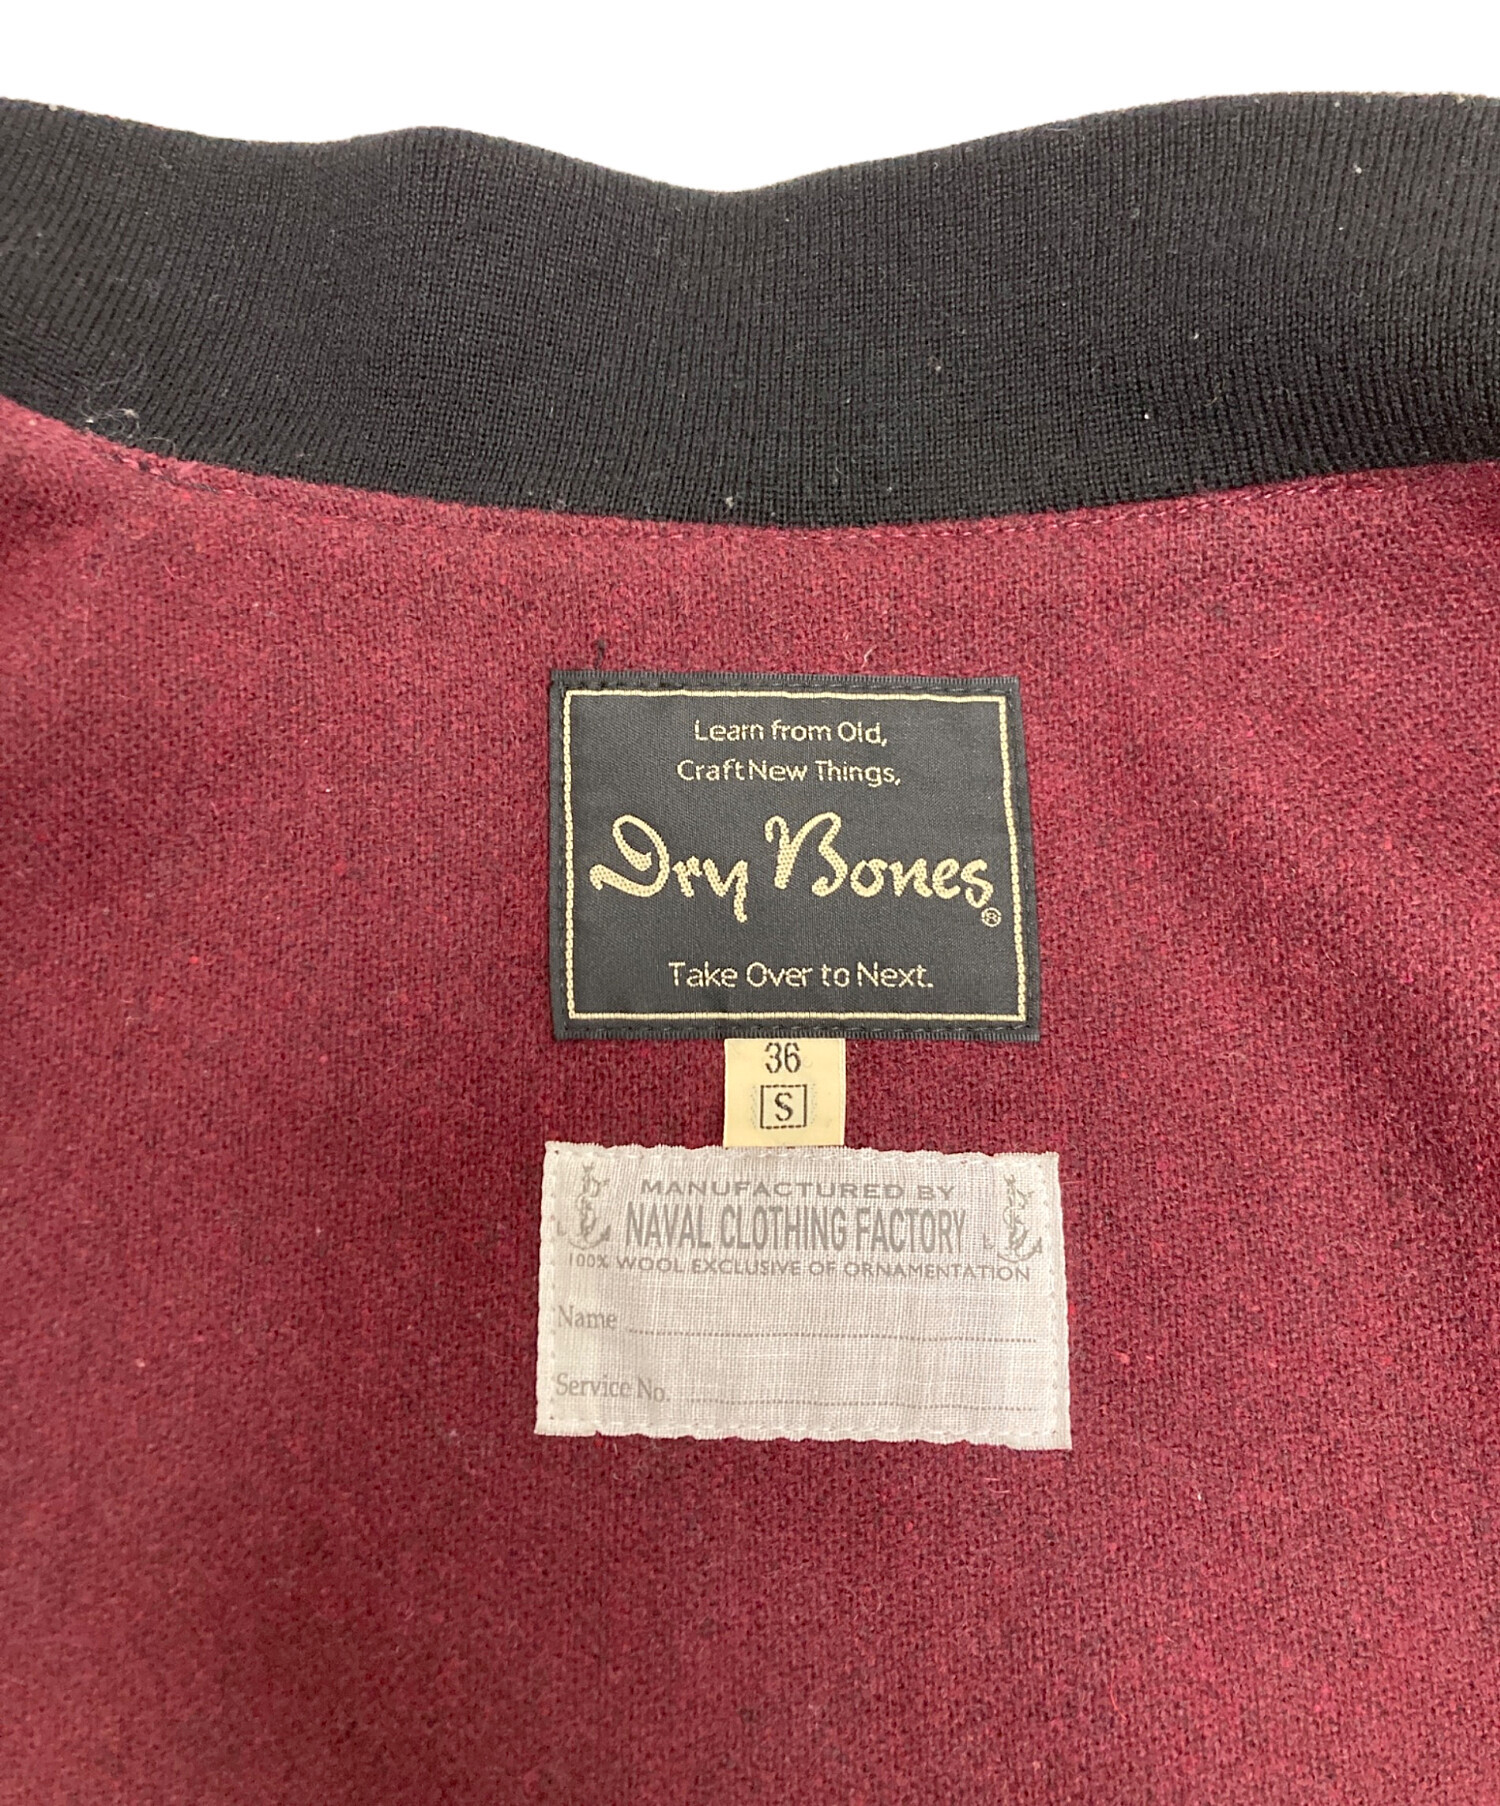 Learn from Old,
Craft New Things,
Dry Bones®
Take Over to Next.
36
S
MANUFACTURED BY
NAVAL CLOTHING FACTORY
100% WOOL EXCLUSIVE OF ORNAMENTATION
Name
Service No.